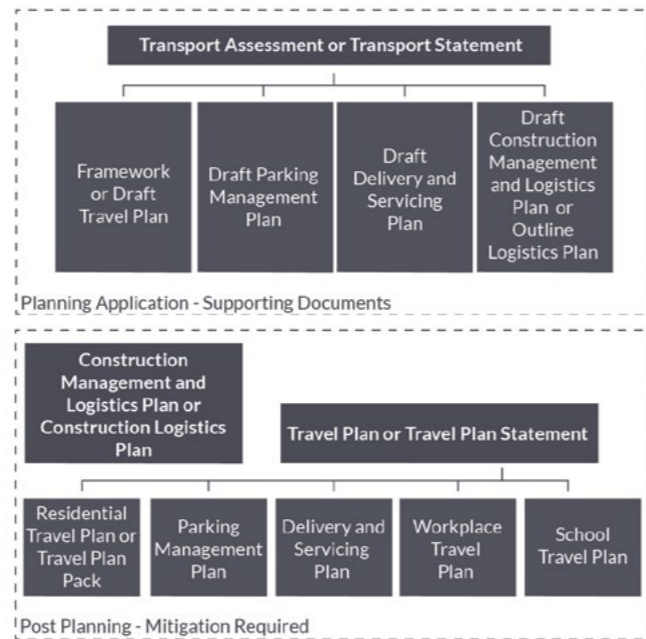 Transport Assessment or Transport Statement
Framework
or Draft
Travel Plan
Draft Parking
Management
Plan
Draft
Delivery and
Servicing
Plan
Draft
Construction
Management
and Logistics
Plan or
Outline
Logistics Plan
Planning Application - Supporting Documents
Construction
Management and
Logistics Plan or
Construction Logistics
Plan
Travel Plan or Travel Plan Statement
Residential
Travel Plan or
Travel Plan
Pack
Parking
Management
Plan
Delivery and
Servicing
Plan
Workplace
Travel
Plan
School
Travel Plan
Post Planning - Mitigation Required